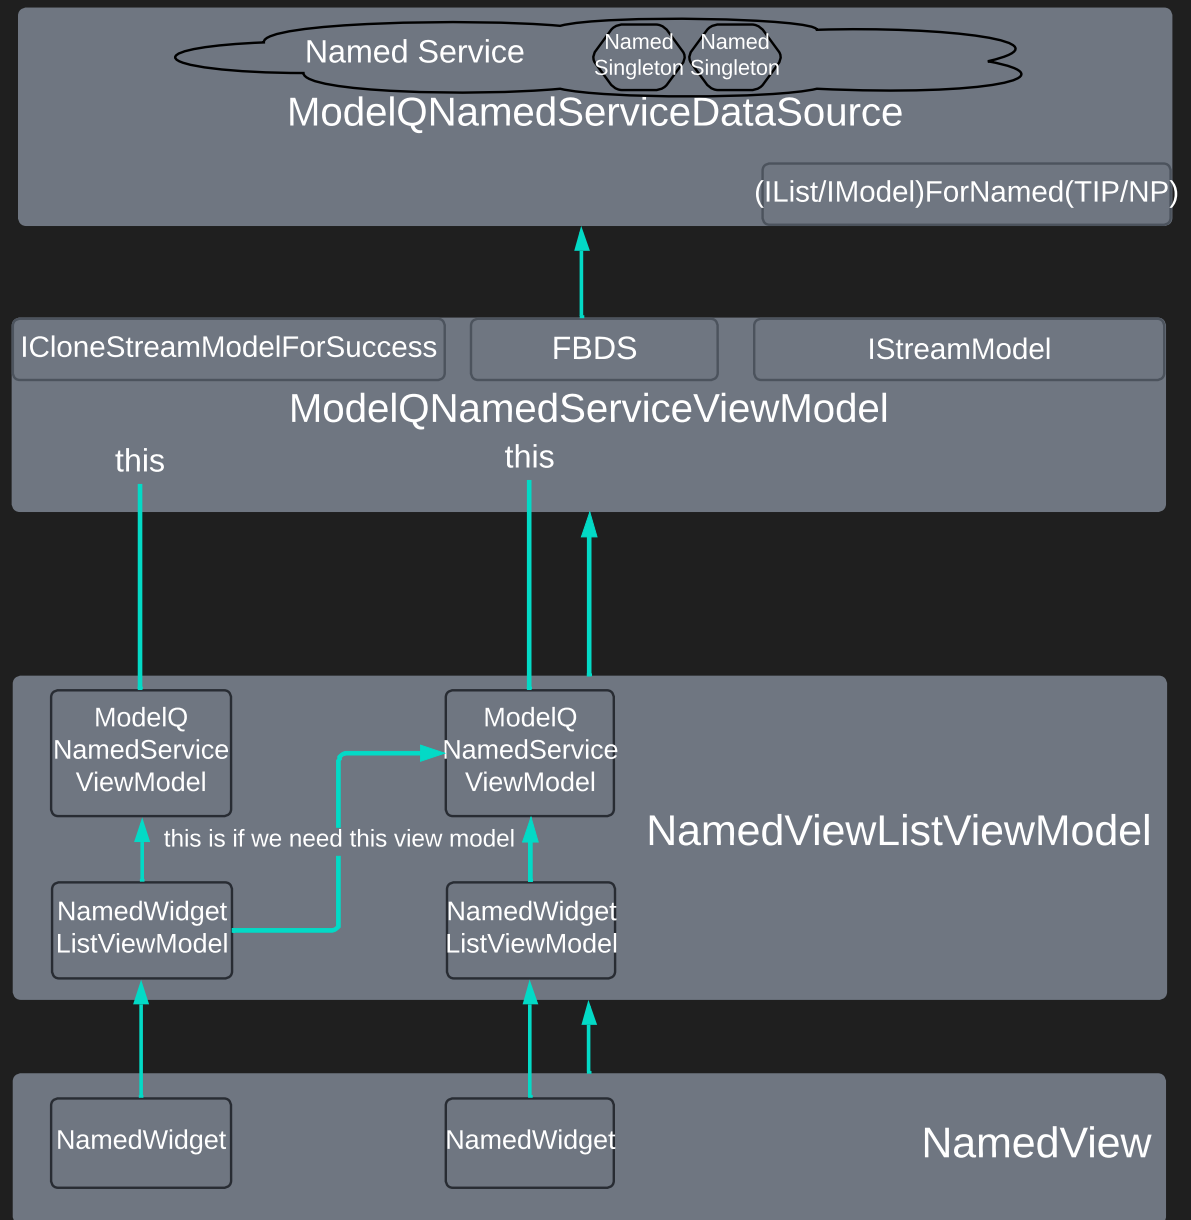 Named Service
Named
Singleton
Named
Singleton
ModelQNamedServiceDataSource
(IList/IModel)ForNamed(TIP/NP)
ICloneStreamModelForSuccess
FBDS
IStreamModel
ModelQNamedServiceViewModel
this
this
ModelQ
NamedService
ViewModel
ModelQ
NamedService
ViewModel
NamedViewListViewModel
this is if we need this view model
NamedWidget
ListViewModel
NamedWidget
ListViewModel
NamedWidget
NamedWidget
NamedView